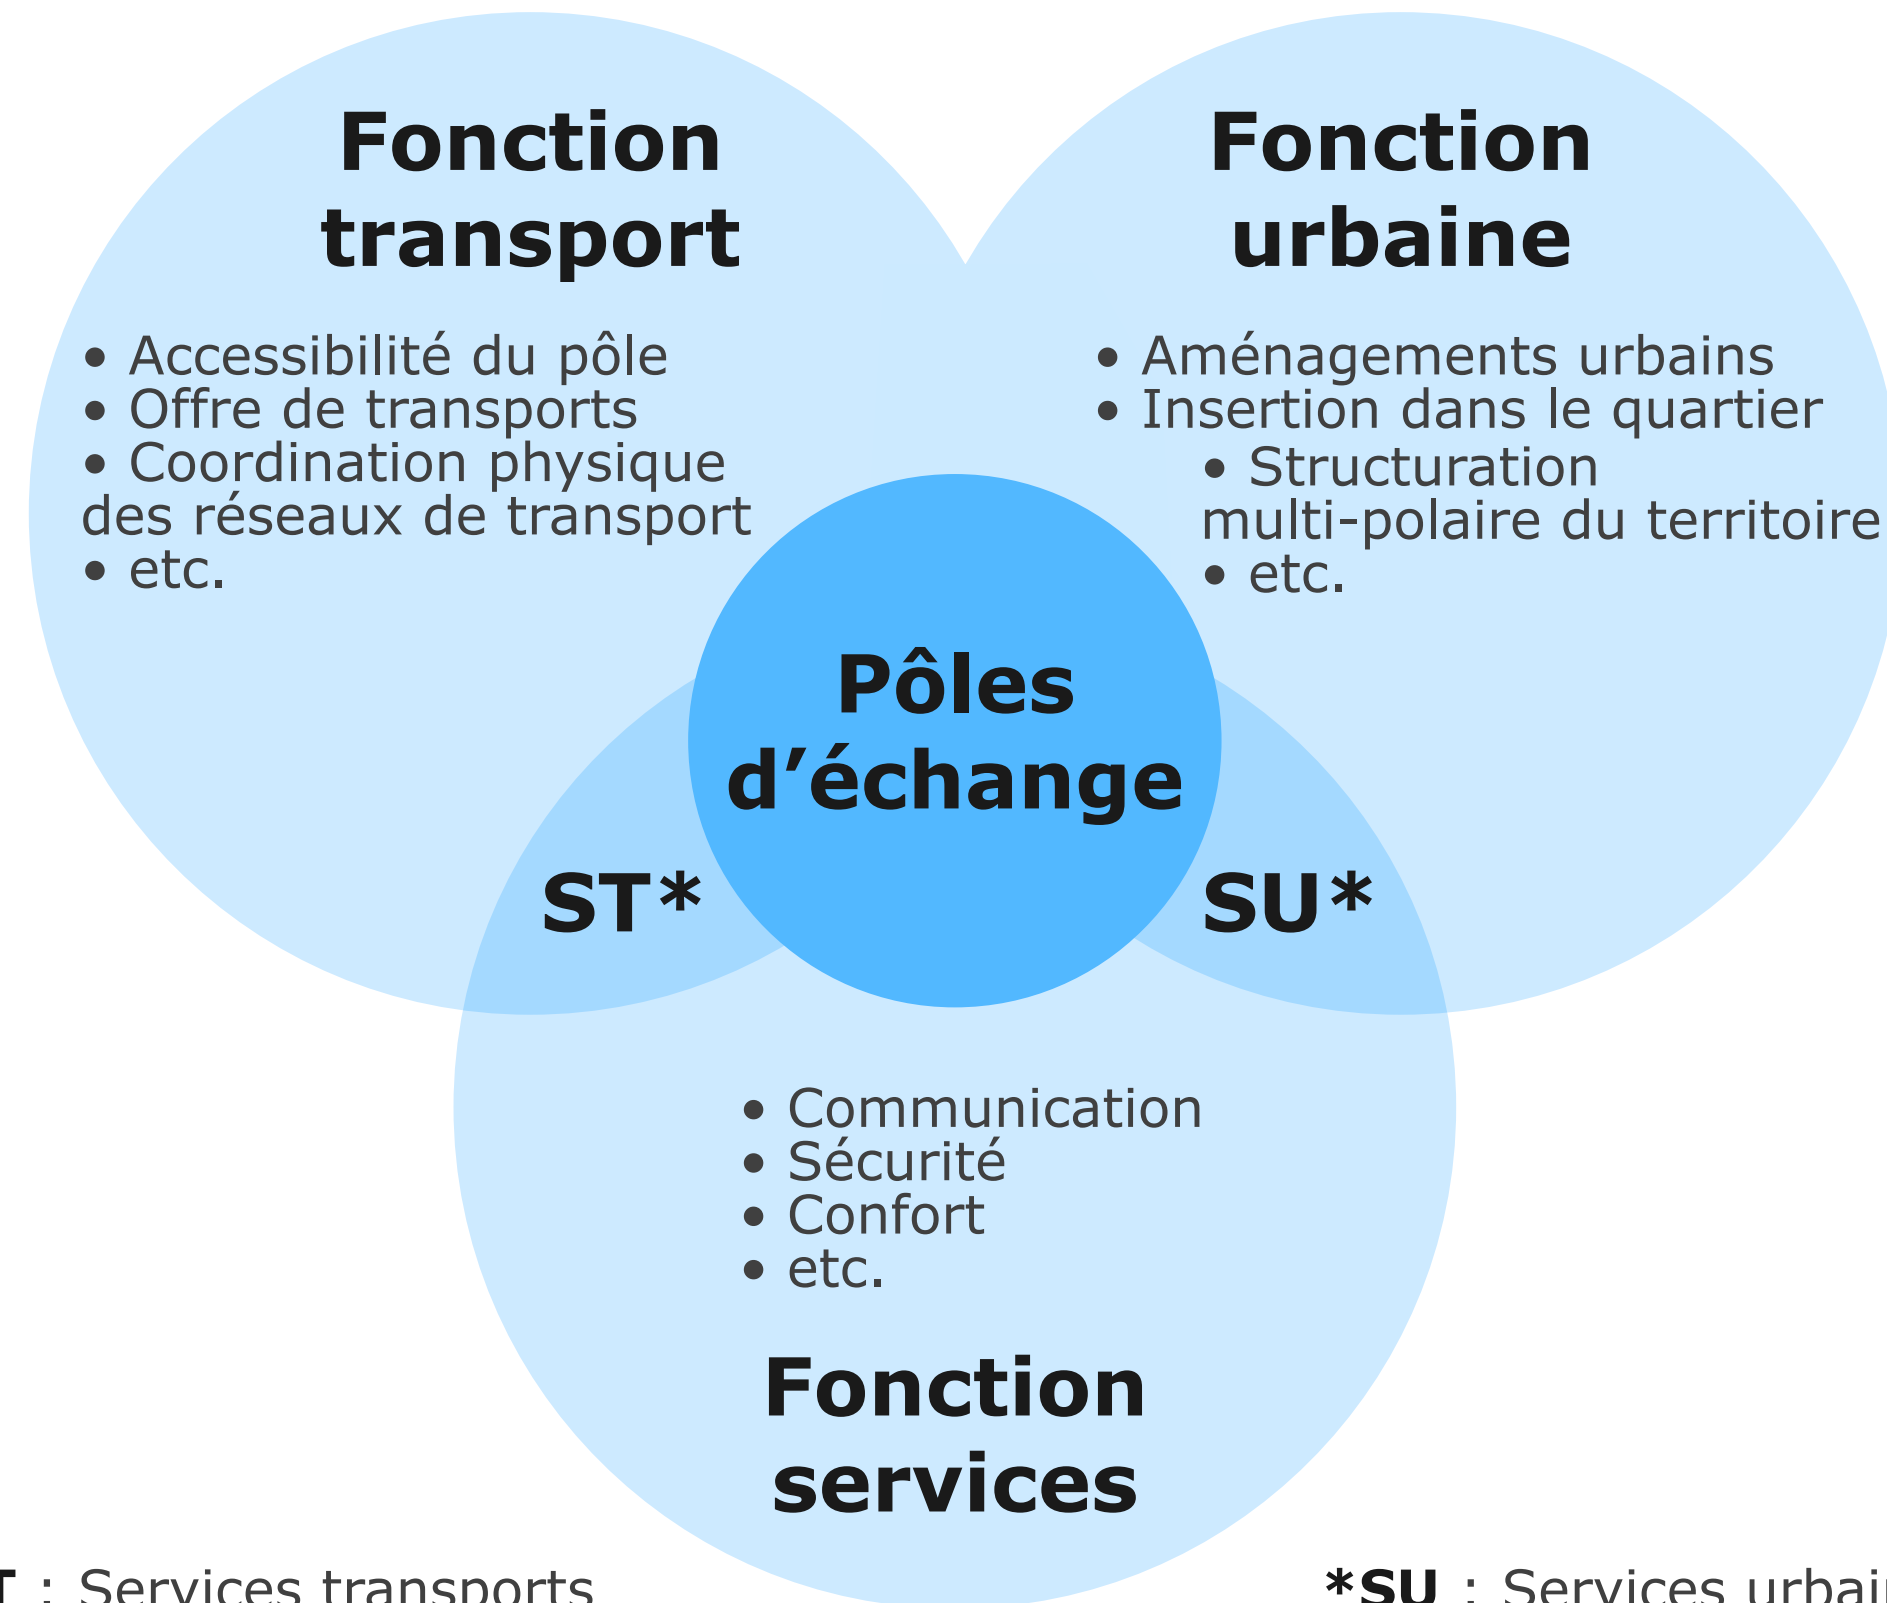 Fonction
transport
• Accessibilité du pôle
• Offre de transports
• Coordination physique
des réseaux de transport
• etc.
Fonction
urbaine
• Aménagements urbains
• Insertion dans le quartier
• Structuration
multi-polaire du territoire
• etc.
Pôles
d’échange
ST*
SU*
• Communication
• Sécurité
• Confort
• etc.
Fonction
services
T : Services transports
*SU : Services